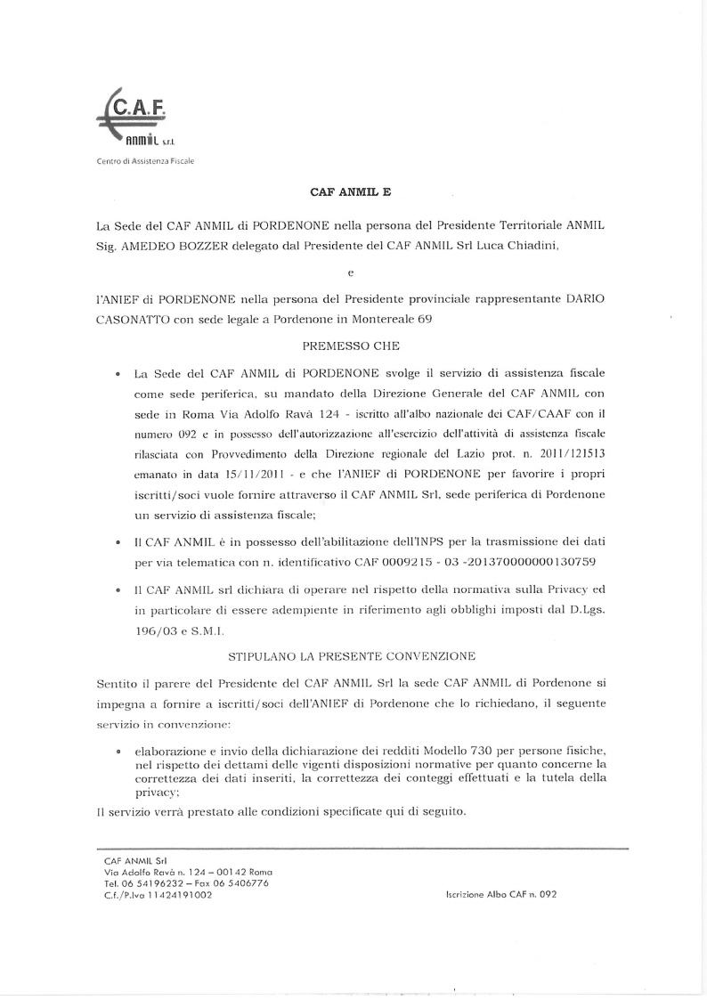 C.A.F.
ANMIL s.r.l.
Centro di Assistenza Fiscale
CAF ANMIL E
La Sede del CAF ANMIL di PORDENONE nella persona del Presidente Territoriale ANMIL
Sig. AMEDEO BOZZER delegato dal Presidente del CAF ANMIL Srl Luca Chiadini,
e
l'ANIEF di PORDENONE nella persona del Presidente provinciale rappresentante DARIO
CASONATTO con sede legale a Pordenone in Montereale 69
PREMESSO CHE
• La Sede del CAF ANMIL di PORDENONE svolge il servizio di assistenza fiscale
come sede periferica, su mandato della Direzione Generale del CAF ANMIL con
sede in Roma Via Adolfo Ravà 124 - iscritto all'albo nazionale dei CAF/CAAF con il
numero 092 e in possesso dell'autorizzazione all'esercizio dell'attività di assistenza fiscale
rilasciata con Provvedimento della Direzione regionale del Lazio prot. n. 2011/121513
emanato in data 15/11/2011 - e che l'ANIEF di PORDENONE per favorire i propri
iscritti/soci vuole fornire attraverso il CAF ANMIL Srl, sede periferica di Pordenone
un servizio di assistenza fiscale;
• Il CAF ANMIL è in possesso dell'abilitazione dell'INPS per la trasmissione dei dati
per via telematica con n. identificativo CAF 0009215 - 03 -201370000000130759
• Il CAF ANMIL srl dichiara di operare nel rispetto della normativa sulla Privacy ed
in particolare di essere adempiente in riferimento agli obblighi imposti dal D.Lgs.
196/03 e S.M.I.
STIPULANO LA PRESENTE CONVENZIONE
Sentito il parere del Presidente del CAF ANMIL Srl la sede CAF ANMIL di Pordenone si
impegna a fornire a iscritti/soci dell'ANIEF di Pordenone che lo richiedano, il seguente
servizio in convenzione:
• elaborazione e invio della dichiarazione dei redditi Modello 730 per persone fisiche,
nel rispetto dei dettami delle vigenti disposizioni normative per quanto concerne la
correttezza dei dati inseriti, la correttezza dei conteggi effettuati e la tutela della
privacy;
Il servizio verrà prestato alle condizioni specificate qui di seguito.
CAF ANMIL Srl
Via Adolfo Ravà n. 124 – 00142 Roma
Tel. 06 54196232 – Fax 06 5406776
C.f./P.Iva 11424191002
Iscrizione Albo CAF n. 092